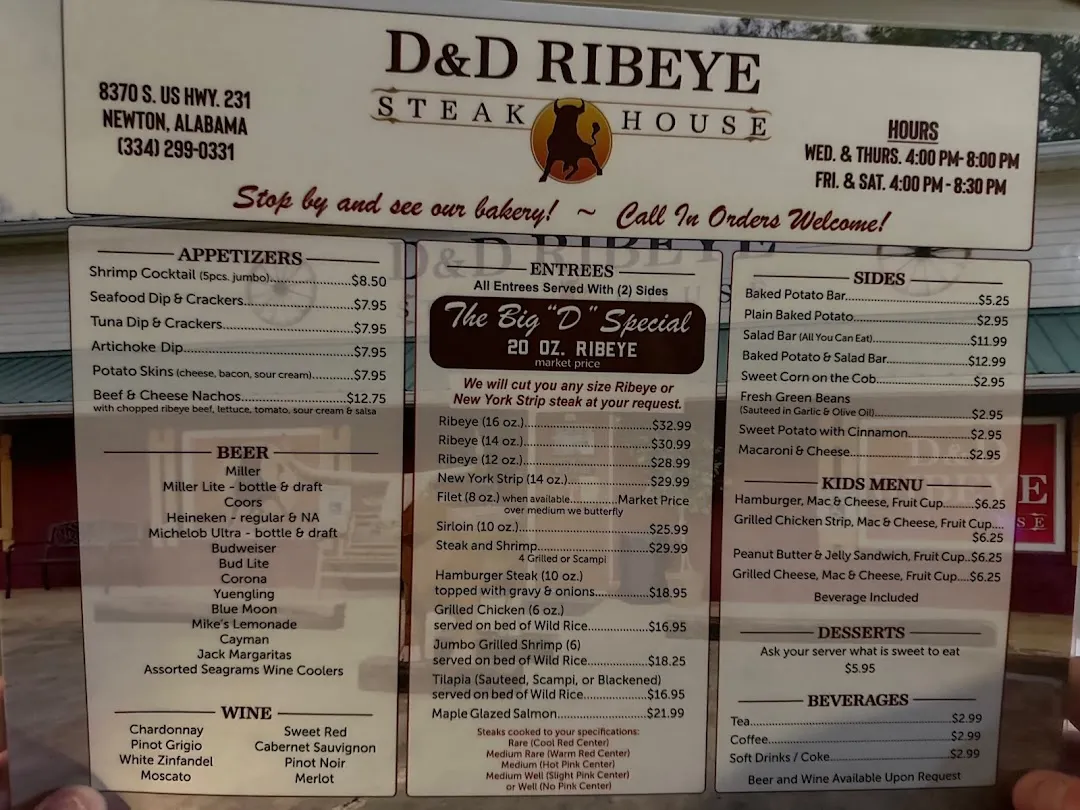 D&D RIBEYE
STEAK HOUSE
8370 S. US HWY. 231
NEWTON, ALABAMA
(334) 299-0331
HOURS
WED. & THURS. 4:00 PM-8:00 PM
FRI. & SAT. 4:00 PM-8:30 PM
Stop by and see our bakery! ~ Call In Orders Welcome!
APPETIZERS
Shrimp Cocktail (5pcs. jumbo)....................$8.50
Seafood Dip & Crackers..........................$7.95
Tuna Dip & Crackers..............................$7.95
Artichoke Dip........................................$7.95
Potato Skins (cheese, bacon, sour cream).............$7.95
Beef & Cheese Nachos..........................$12.75
with chopped ribeye beef, lettuce, tomato, sour cream & salsa
BEER
Miller
Miller Lite - bottle & draft
Coors
Heineken - regular & NA
Michelob Ultra - bottle & draft
Budweiser
Bud Lite
Corona
Yuengling
Blue Moon
Mike's Lemonade
Cayman
Jack Margaritas
Assorted Seagrams Wine Coolers
WINE
Chardonnay
Pinot Grigio
White Zinfandel
Moscato
Sweet Red
Cabernet Sauvignon
Pinot Noir
Merlot
ENTREES
All Entrees Served With (2) Sides
The Big "D" Special
20 OZ. RIBEYE
market price
We will cut you any size Ribeye or
New York Strip steak at your request.
Ribeye (16 oz.)................................$32.99
Ribeye (14 oz.)................................$30.99
Ribeye (12 oz.)................................$28.99
New York Strip (14 oz.).....................$29.99
Filet (8 oz.) when available............Market Price
over medium we butterfly
Sirloin (10 oz.)................................$25.99
Steak and Shrimp............................$29.99
4 Grilled or Scampi
Hamburger Steak (10 oz.)
topped with gravy & onions.............$18.95
Grilled Chicken (6 oz.)
served on bed of Wild Rice...............$16.95
Jumbo Grilled Shrimp (6)
served on bed of Wild Rice...............$18.25
Tilapia (Sauteed, Scampi, or Blackened)
served on bed of Wild Rice................$16.95
Maple Glazed Salmon.......................$21.99
Steaks cooked to your specifications:
Rare (Cool Red Center)
Medium Rare (Warm Red Center)
Medium (Hot Pink Center)
Medium Well (Slight Pink Center)
or Well (No Pink Center)
SIDES
Baked Potato Bar................................$5.25
Plain Baked Potato.............................$2.95
Salad Bar (All You Can Eat).......................$11.99
Baked Potato & Salad Bar....................$12.99
Sweet Corn on the Cob.......................$2.95
Fresh Green Beans
(Sauteed in Garlic & Olive Oil).......................$2.95
Sweet Potato with Cinnamon...............$2.95
Macaroni & Cheese............................$2.95
KIDS MENU
Hamburger, Mac & Cheese, Fruit Cup.......$6.25
Grilled Chicken Strip, Mac & Cheese, Fruit Cup....
$6.25
Peanut Butter & Jelly Sandwich, Fruit Cup..$6.25
Grilled Cheese, Mac & Cheese, Fruit Cup....$6.25
Beverage Included
DESSERTS
Ask your server what is sweet to eat
$5.95
BEVERAGES
Tea...................................................$2.99
Coffee...............................................$2.99
Soft Drinks / Coke..............................$2.99
Beer and Wine Available Upon Request